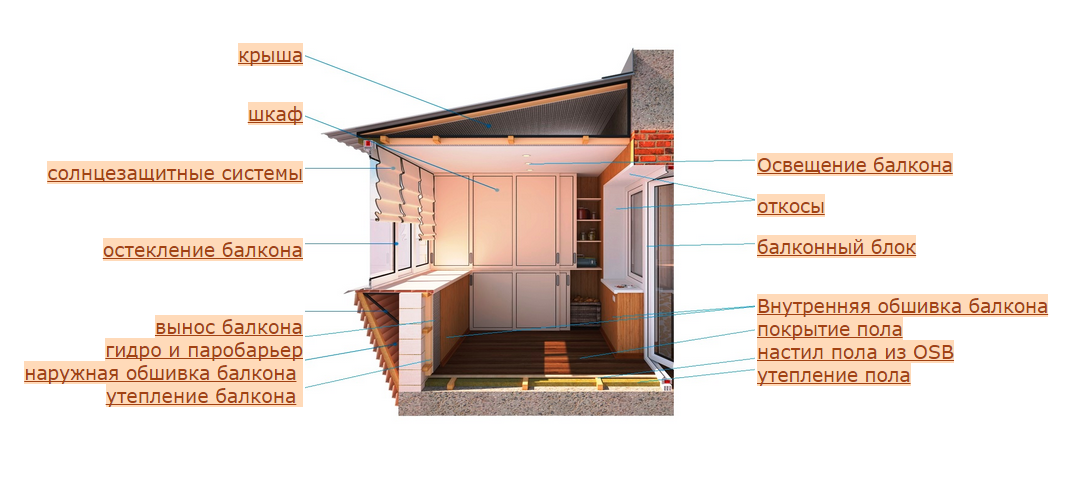 крыша
шкаф
солнцезащитные системы
остекление балкона
вынос балкона
гидро и паробарьер
наружная обшивка балкона
утепление балкона
Освещение балкона
откосы
балконный блок
Внутренняя обшивка балкона
покрытие пола
настил пола из OSB
утепление пола